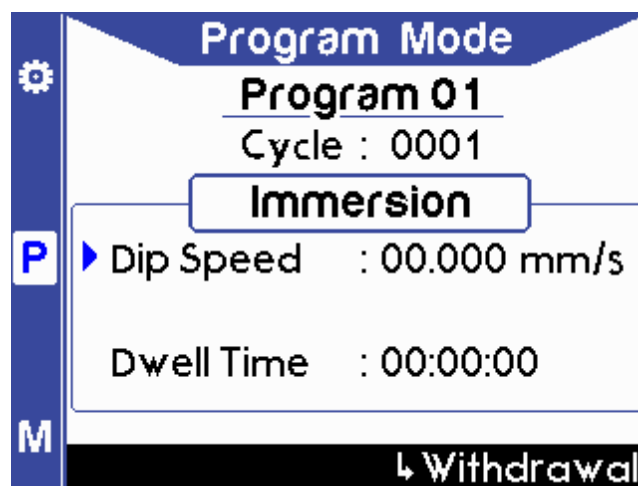 Program Mode
Program 01
Cycle : 0001
Immersion
P
Dip Speed : 00.000 mm/s
Dwell Time : 00:00:00
M
↳ Withdrawal